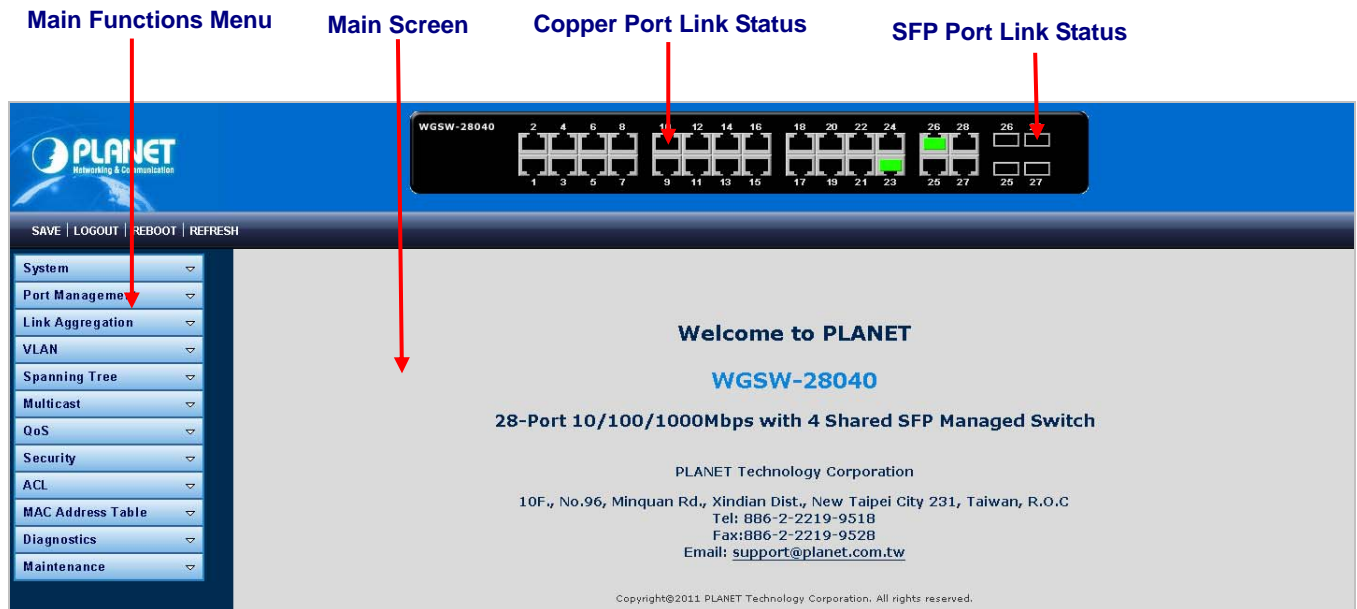 Main Functions Menu
Main Screen
Copper Port Link Status
SFP Port Link Status
PLANET
Networking & Communication
WGSW-28040
2 4 6 8 10 12 14 16 18 20 22 24 26 28 26
1 3 5 7 9 11 13 15 17 19 21 23 25 27 25 27
SAVE | LOGOUT | REBOOT | REFRESH
System
Port Management
Link Aggregation
VLAN
Spanning Tree
Multicast
QoS
Security
ACL
MAC Address Table
Diagnostics
Maintenance
Welcome to PLANET
WGSW-28040
28-Port 10/100/1000Mbps with 4 Shared SFP Managed Switch
PLANET Technology Corporation
10F., No.96, Minquan Rd., Xindian Dist., New Taipei City 231, Taiwan, R.O.C
Tel: 886-2-2219-9518
Fax:886-2-2219-9528
Email: support@planet.com.tw
Copyright©2011 PLANET Technology Corporation. All rights reserved.